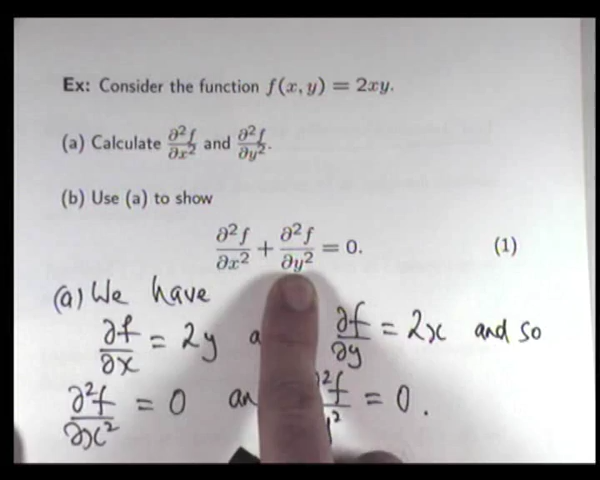 Ex: Consider the function f(x, y) = 2xy.
(a) Calculate ∂²f/∂x² and ∂²f/∂y².
(b) Use (a) to show
∂²f/∂x² + ∂²f/∂y² = 0. (1)
(a) We have
∂f/∂x = 2y ∂f/∂y = 2x and so
∂²f/∂x² = 0 = 0.